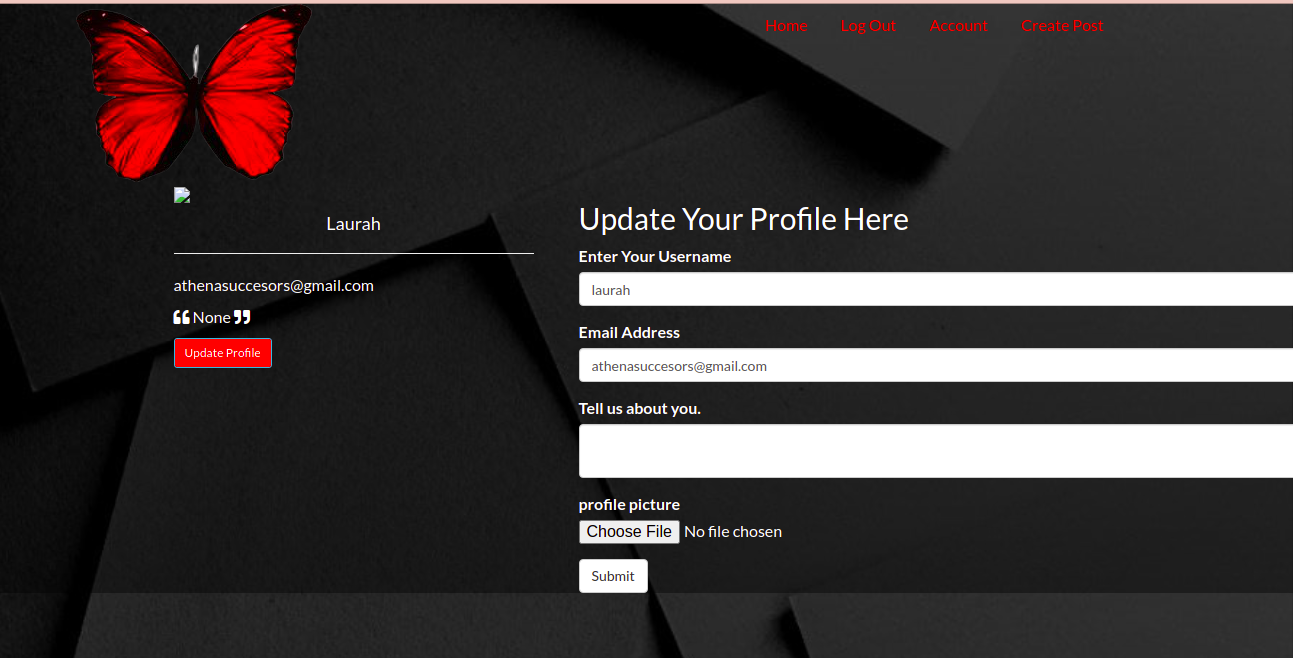 Home Log Out Account Create Post
Laurah
athenasuccesors@gmail.com
❝ None ❞
Update Profile
Update Your Profile Here
Enter Your Username
laurah
Email Address
athenasuccesors@gmail.com
Tell us about you.
profile picture
Choose File No file chosen
Submit